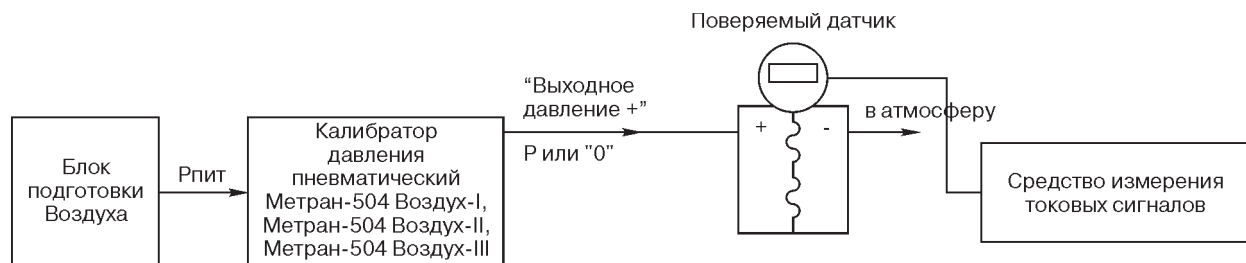 Поверяемый датчик
“Выходное
давление +”
Р или "0"
+
-
в атмосферу
Блок
подготовки
Воздуха
Рпит
Калибратор
давления
пневматический
Метран-504 Воздух-I,
Метран-504 Воздух-II,
Метран-504 Воздух-III
Средство измерения
токовых сигналов